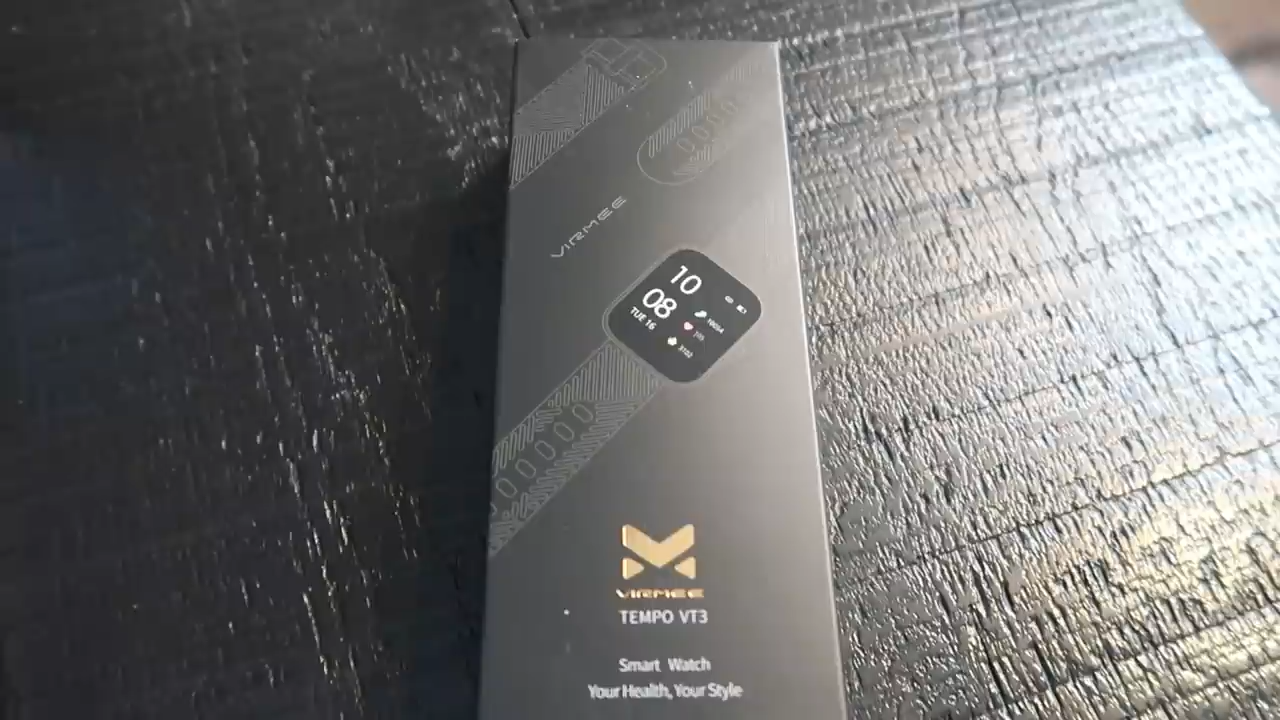 VIRMEE
10
08
TUE 16
VIRMEE
TEMPO VT3
Smart Watch
Your Health, Your Style